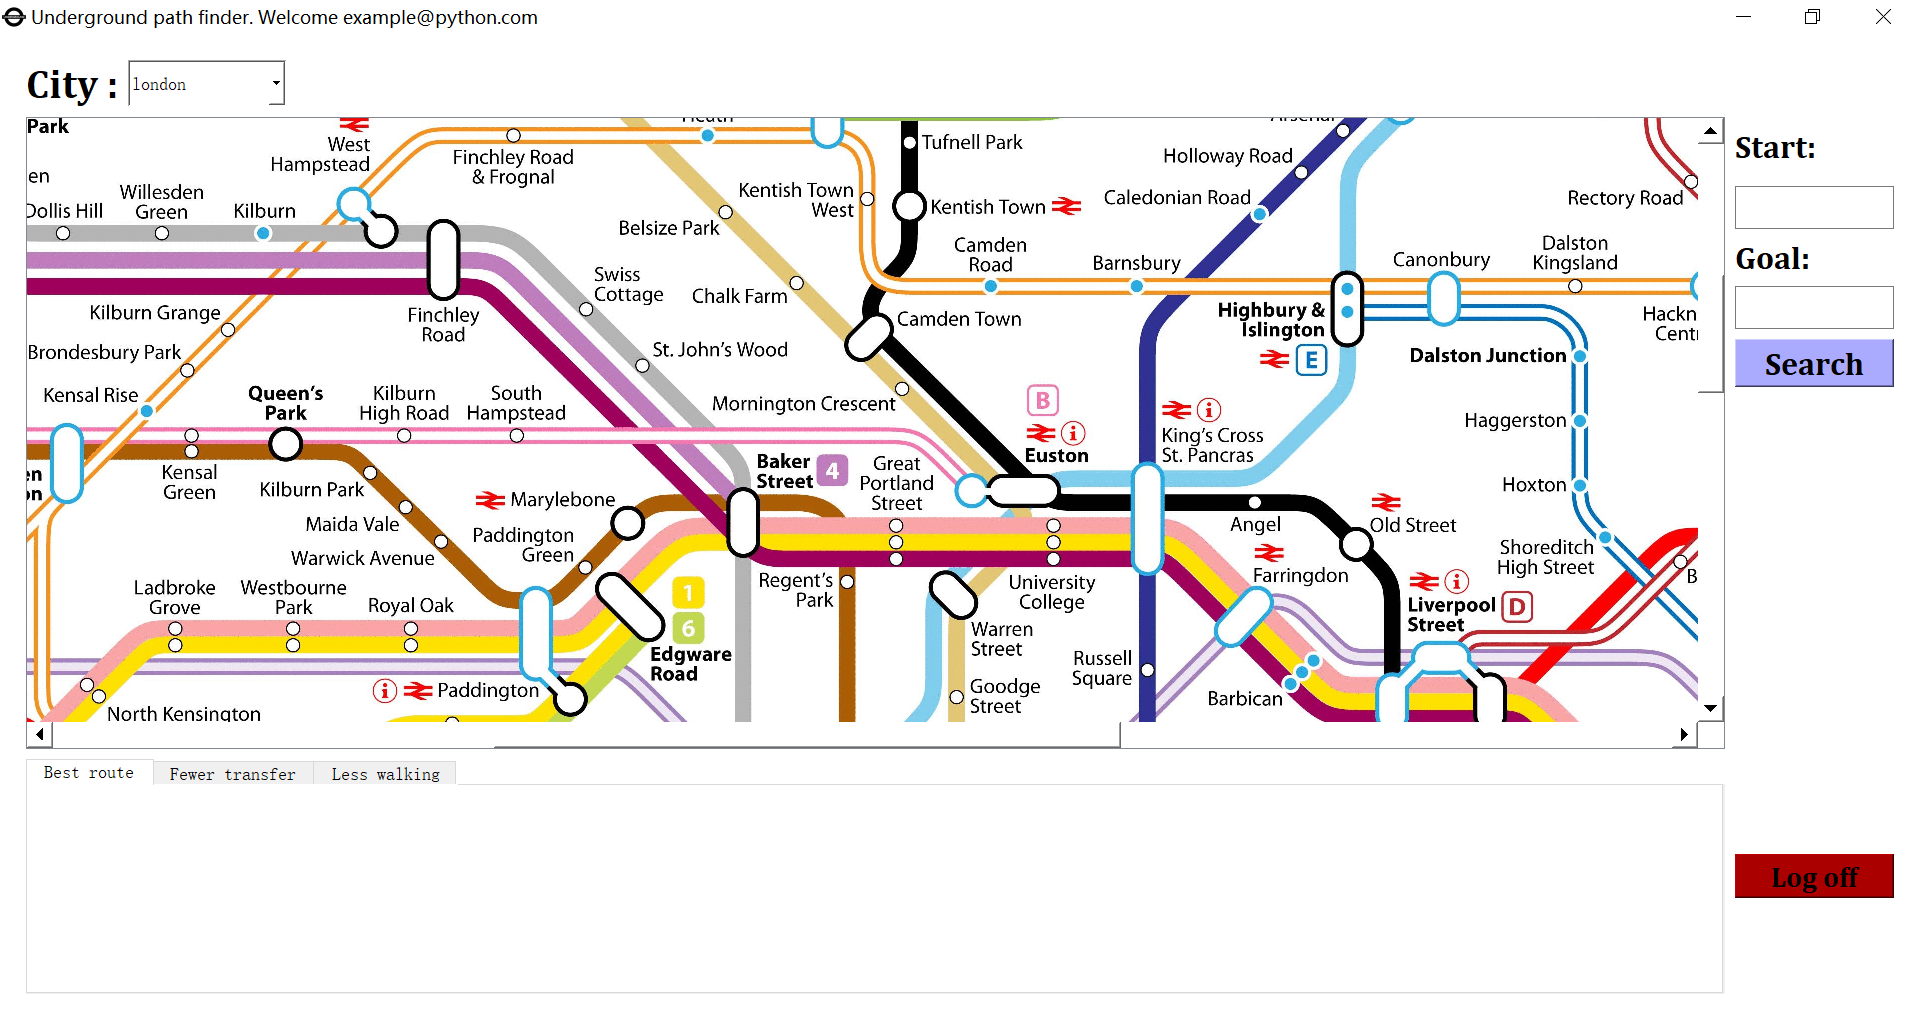 Underground path finder. Welcome example@python.com
City :
london
Park
en
Dollis Hill
Willesden
Green
Kilburn
West
Hampstead
Finchley Road
& Frognal
Tufnell Park
Kentish Town
West
Kentish Town
Belsize Park
Chalk Farm
Camden
Road
Barnsbury
Holloway Road
Caledonian Road
Rectory Road
Canonbury
Dalston
Kingsland
Hackn
Swiss
Cottage
Kilburn Grange
Finchley
Road
Camden Town
Highbury &
Islington
E
Brondesbury Park
St. John's Wood
Dalston Junction
Kensal Rise
Queen's
Park
Kilburn
High Road
South
Hampstead
Mornington Crescent
B
Euston
King's Cross
St. Pancras
Haggerston
Kensal
Green
Kilburn Park
Baker
Street
4
Great
Portland
Street
Hoxton
Marylebone
Maida Vale
Warwick Avenue
Paddington
Green
Angel
Old Street
Shoreditch
High Street
Farringdon
Regent's
Park
University
College
Ladbroke
Grove
Westbourne
Park
Royal Oak
1
6
Edgware
Road
Warren
Street
Liverpool
Street
D
B
Russell
Square
Goodge
Street
Barbican
Paddington
North Kensington
Start:
Goal:
Search
Best route
Fewer transfer
Less walking
Log off